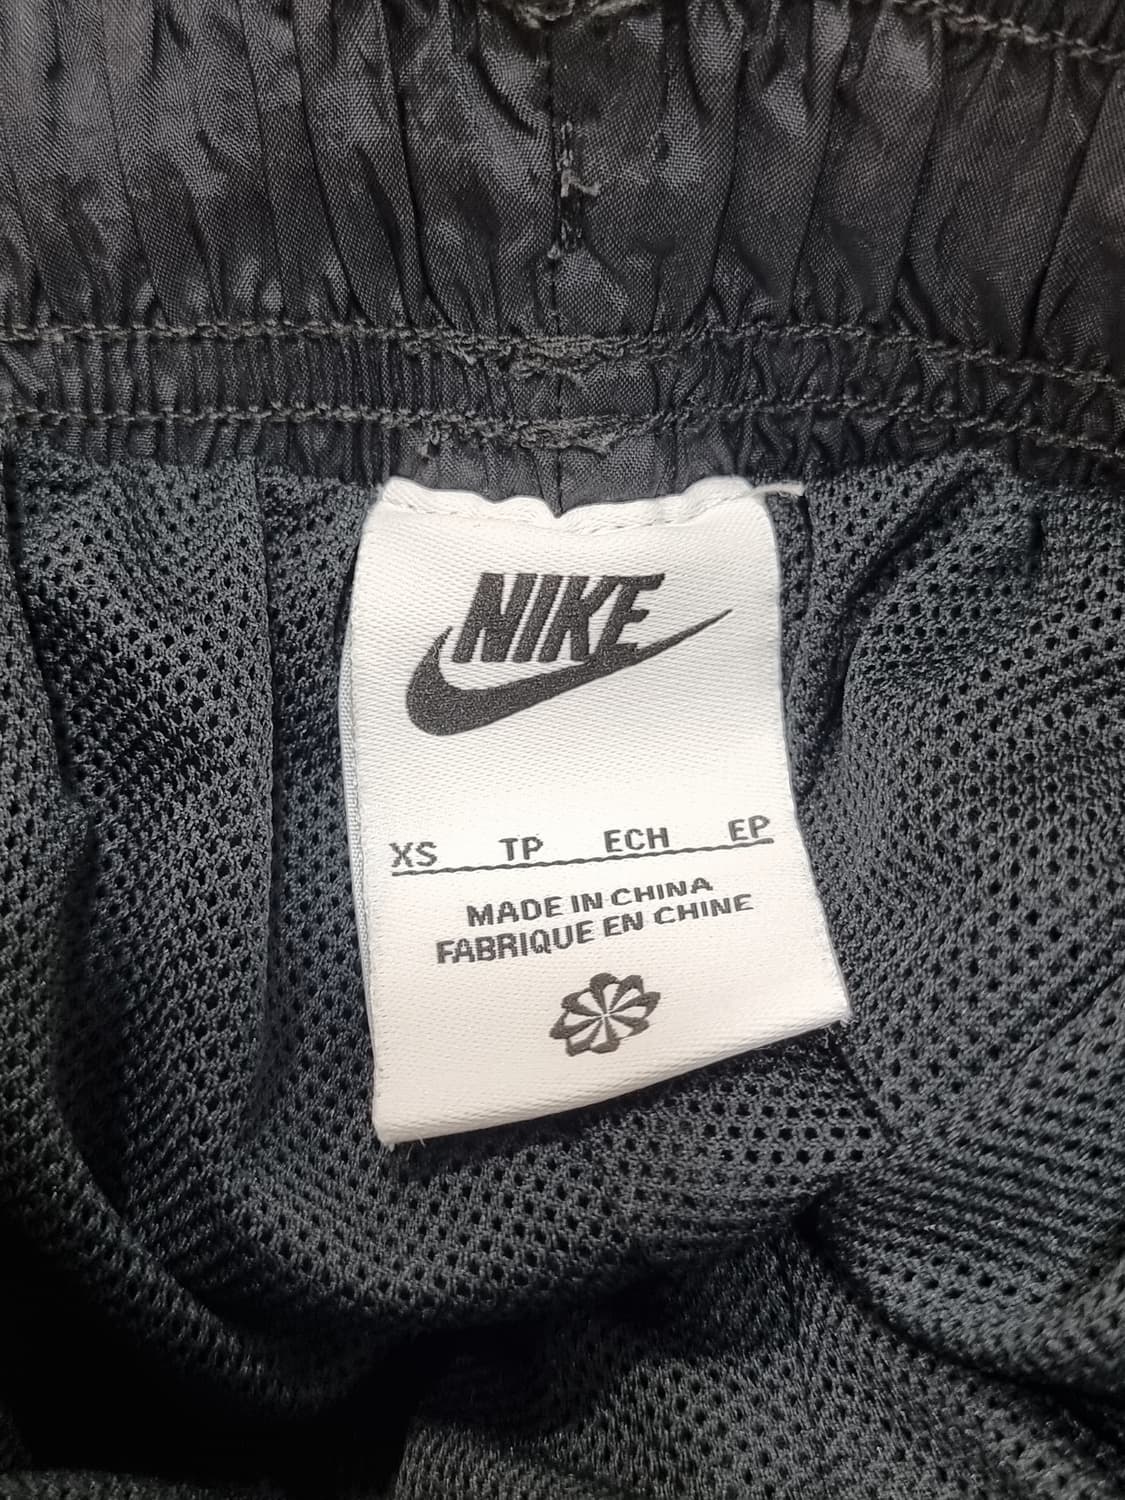 NIKE
XS TP ECH EP
MADE IN CHINA
FABRIQUE EN CHINE